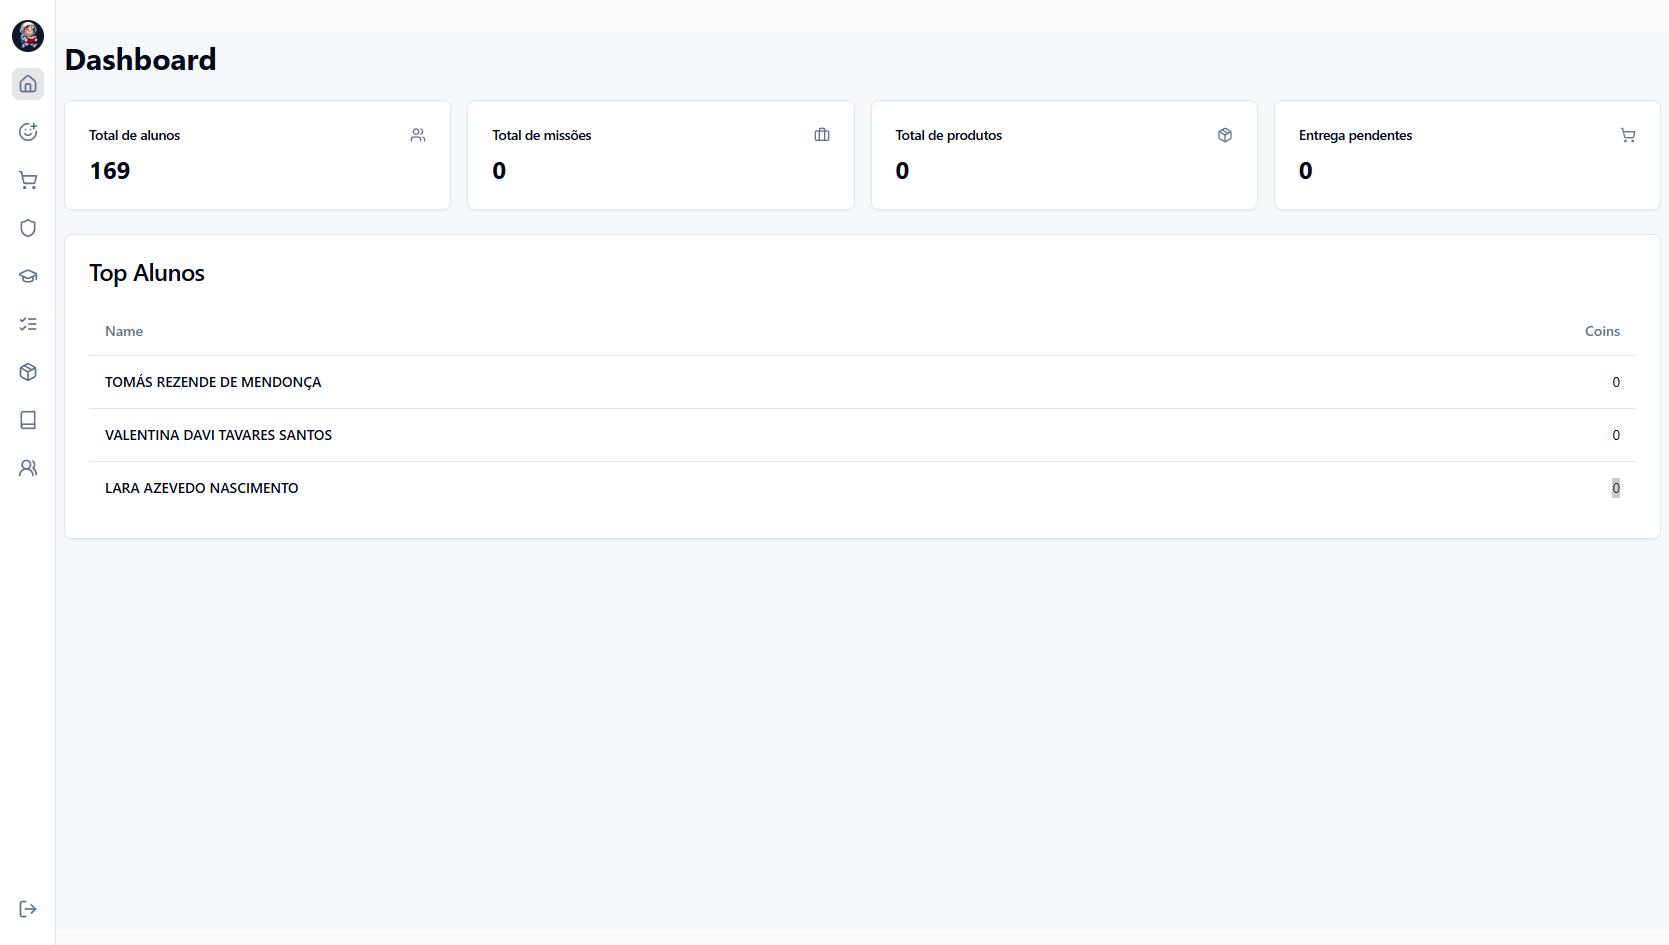 Dashboard
Total de alunos
169
Total de missões
0
Total de produtos
0
Entrega pendentes
0
Top Alunos
Name Coins
TOMÁS REZENDE DE MENDONÇA 0
VALENTINA DAVI TAVARES SANTOS 0
LARA AZEVEDO NASCIMENTO 0